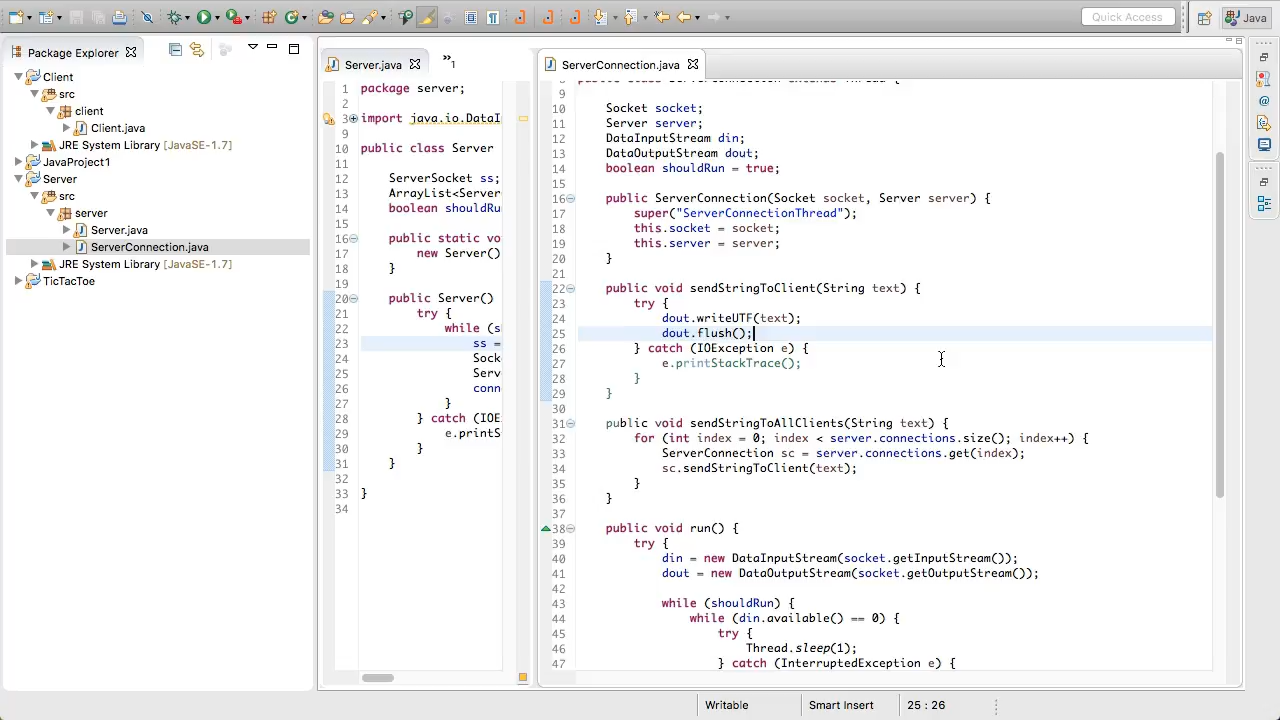 Quick Access
Java
Package Explorer
Client
src
client
Client.java
JRE System Library [JavaSE-1.7]
JavaProject1
Server
src
server
Server.java
ServerConnection.java
JRE System Library [JavaSE-1.7]
TicTacToe
Server.java
»1
1 package server;
2
3 import java.io.DataI
9
10 public class Server
11
12 ServerSocket ss;
13 ArrayList<Server
14 boolean shouldRu
15
16 public static vo
17 new Server()
18 }
19
20 public Server()
21 try {
22 while (s
23 ss =
24 Sock
25 Serv
26 conn
27 }
28 } catch (IOE
29 e.printS
30 }
31 }
32
33 }
34
ServerConnection.java
9
10 Socket socket;
11 Server server;
12 DataInputStream din;
13 DataOutputStream dout;
14 boolean shouldRun = true;
15
16 public ServerConnection(Socket socket, Server server) {
17 super("ServerConnectionThread");
18 this.socket = socket;
19 this.server = server;
20 }
21
22 public void sendStringToClient(String text) {
23 try {
24 dout.writeUTF(text);
25 dout.flush();
26 } catch (IOException e) {
27 e.printStackTrace();
28 }
29 }
30
31 public void sendStringToAllClients(String text) {
32 for (int index = 0; index < server.connections.size(); index++) {
33 ServerConnection sc = server.connections.get(index);
34 sc.sendStringToClient(text);
35 }
36 }
37
38 public void run() {
39 try {
40 din = new DataInputStream(socket.getInputStream());
41 dout = new DataOutputStream(socket.getOutputStream());
42
43 while (shouldRun) {
44 while (din.available() == 0) {
45 try {
46 Thread.sleep(1);
47 } catch (InterruptedException e) {
Writable
Smart Insert
25 : 26